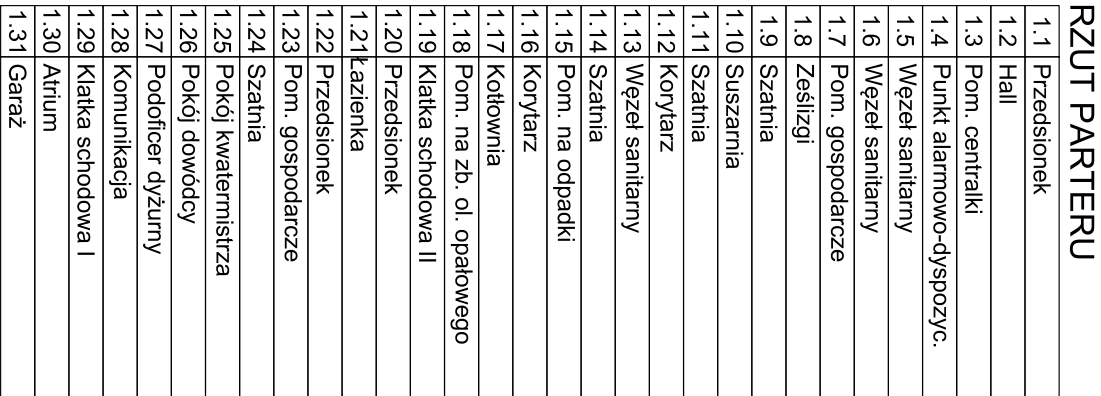 RZUT PARTERU
1.1 Przedsionek
1.2 Hall
1.3 Pom. centralki
1.4 Punkt alarmowo-dyspozyc.
1.5 Węzeł sanitarny
1.6 Węzeł sanitarny
1.7 Pom. gospodarcze
1.8 Ześlizgi
1.9 Szatnia
1.10 Suszarnia
1.11 Szatnia
1.12 Korytarz
1.13 Węzeł sanitarny
1.14 Szatnia
1.15 Pom. na odpadki
1.16 Korytarz
1.17 Kotłownia
1.18 Pom. na zb. ol. opałowego
1.19 Klatka schodowa II
1.20 Przedsionek
1.21 Łazienka
1.22 Przedsionek
1.23 Pom. gospodarcze
1.24 Szatnia
1.25 Pokój kwatermistrza
1.26 Pokój dowódcy
1.27 Podoficer dyżurny
1.28 Komunikacja
1.29 Klatka schodowa I
1.30 Atrium
1.31 Garaż